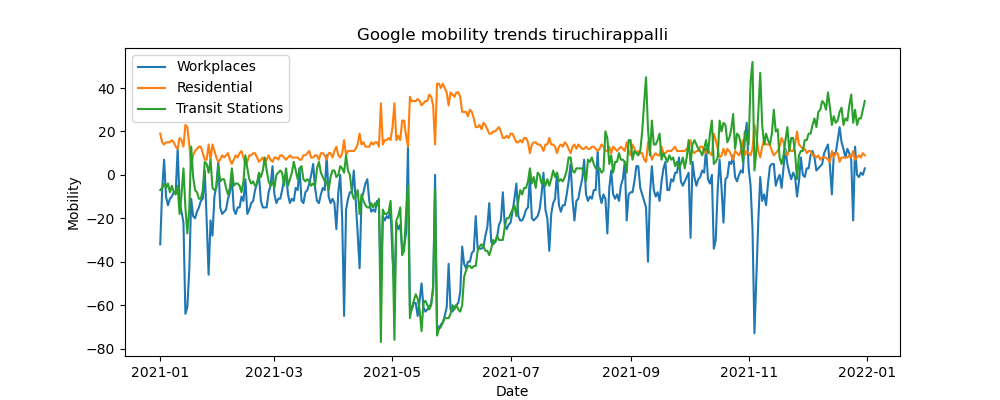 Google mobility trends tiruchirappalli
Workplaces
Residential
Transit Stations
40
20
0
−20
−40
−60
−80
Mobility
2021-01 2021-03 2021-05 2021-07 2021-09 2021-11 2022-01
Date